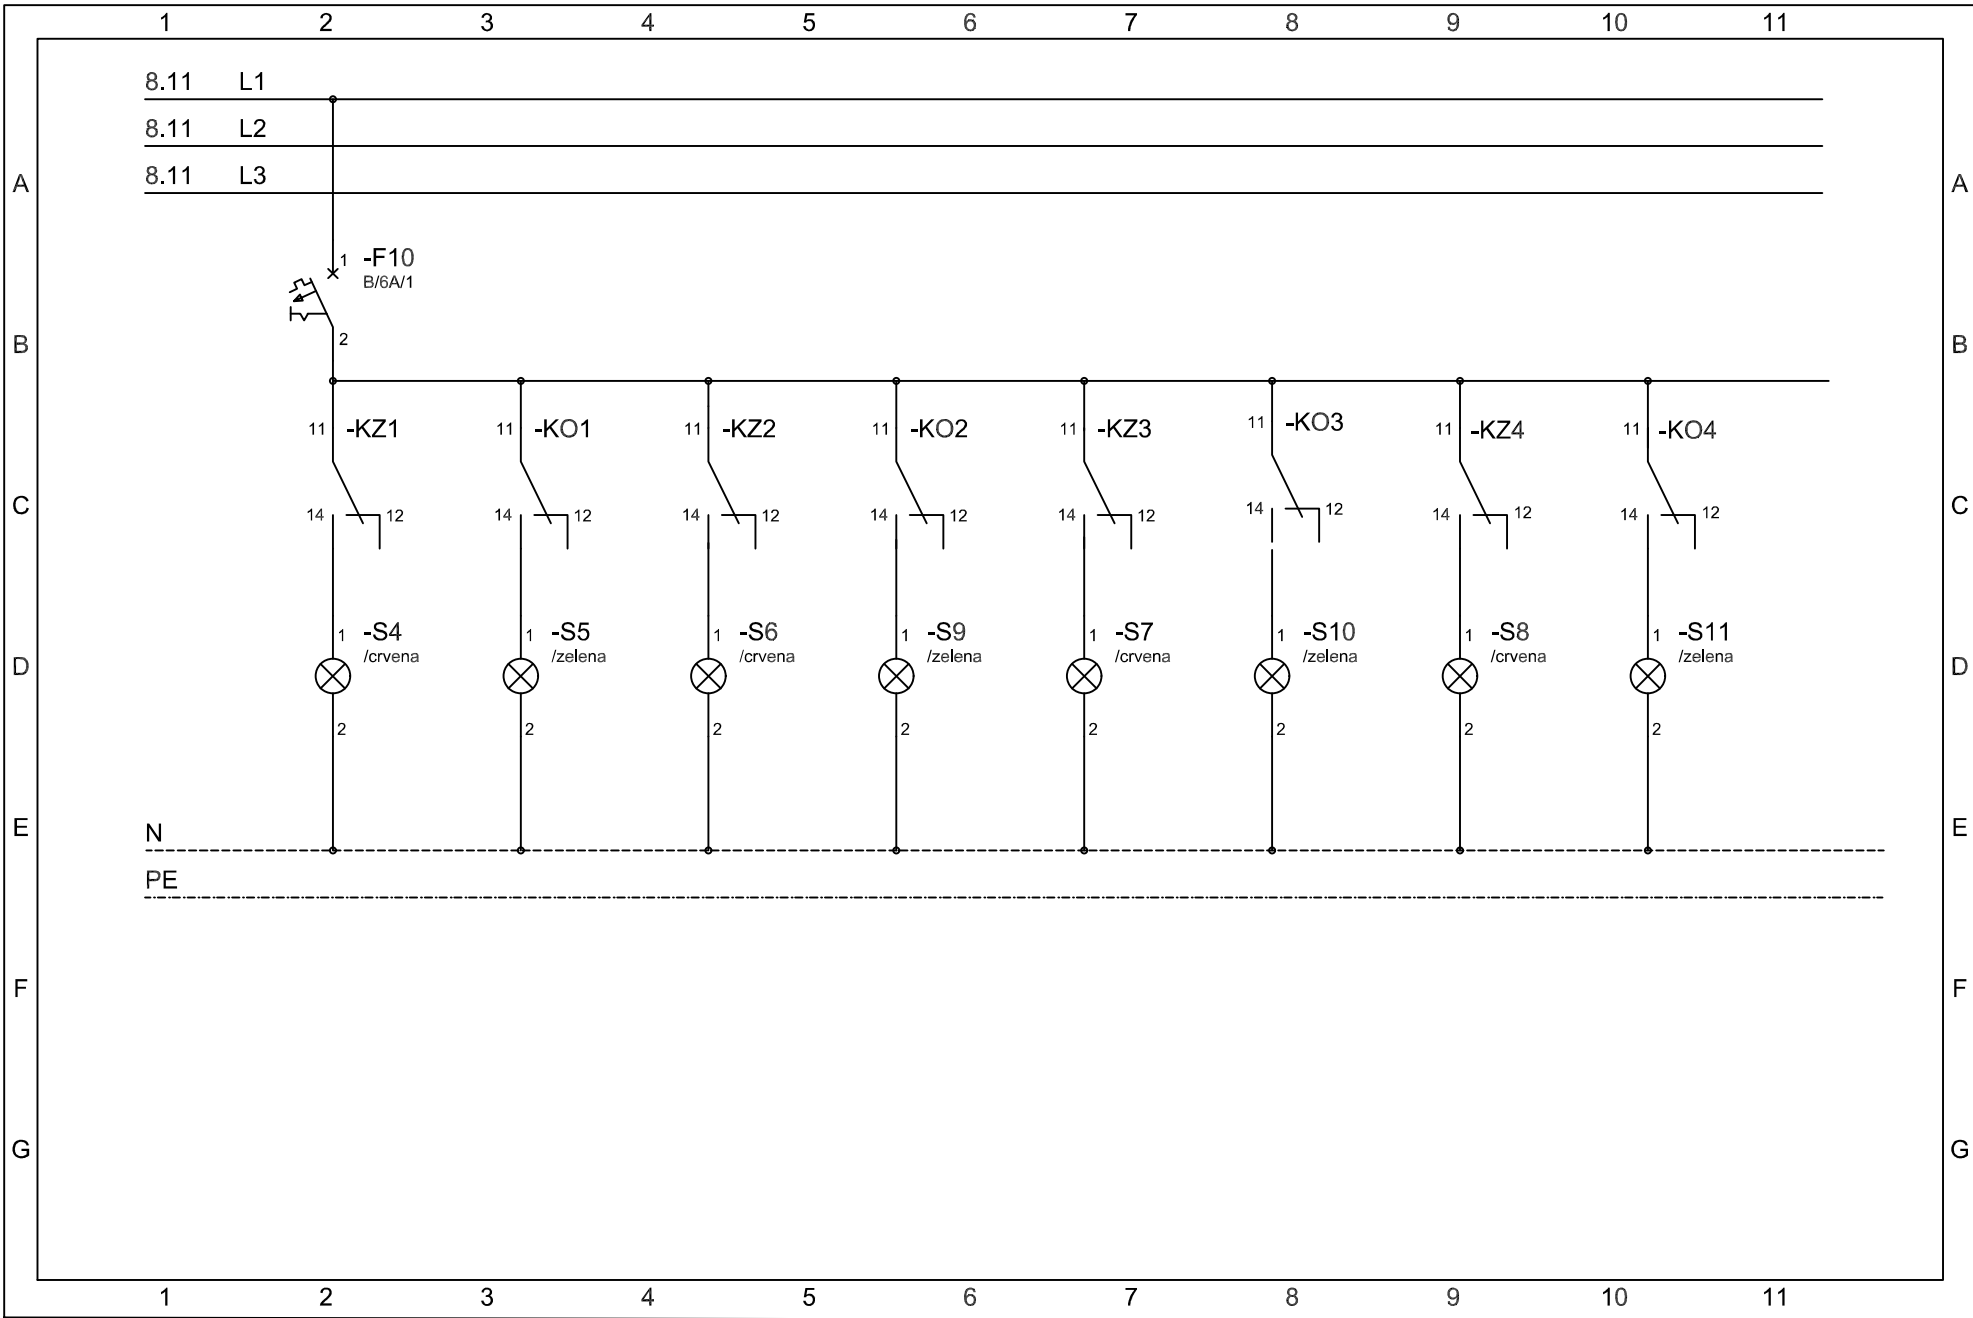 1 2 3 4 5 6 7 8 9 10 11
8.11 L1
8.11 L2
8.11 L3
A A
1 -F10
B/6A/1
2
B B
11 -KZ1 11 -KO1 11 -KZ2 11 -KO2 11 -KZ3 11 -KO3 11 -KZ4 11 -KO4
C C
14 12 14 12 14 12 14 12 14 12 14 12 14 12 14 12
1 -S4 1 -S5 1 -S6 1 -S9 1 -S7 1 -S10 1 -S8 1 -S11
/crvena /zelena /crvena /zelena /crvena /zelena /crvena /zelena
D D
2 2 2 2 2 2 2 2
E E
N
PE
F F
G G
1 2 3 4 5 6 7 8 9 10 11